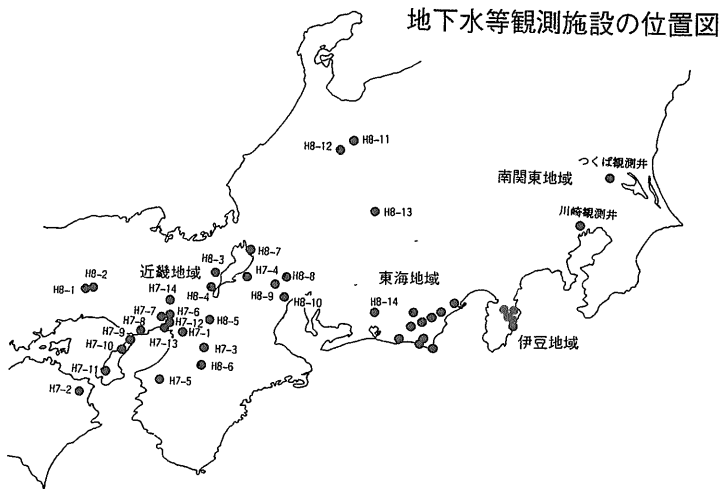 地下水等観測施設の位置図
H8-11
H8-12
つくば観測井
南関東地域
H8-13
川崎観測井
H8-7
H8-3
近畿地域
H7-4
H8-8
東海地域
H8-2
H8-1
H7-14
H8-4
H8-9
H8-10
H8-14
H7-7
H7-6
H7-8
H7-12
H8-5
H7-9
H7-1
H7-10
H7-13
H7-3
伊豆地域
H7-11
H8-6
H7-2
H7-5